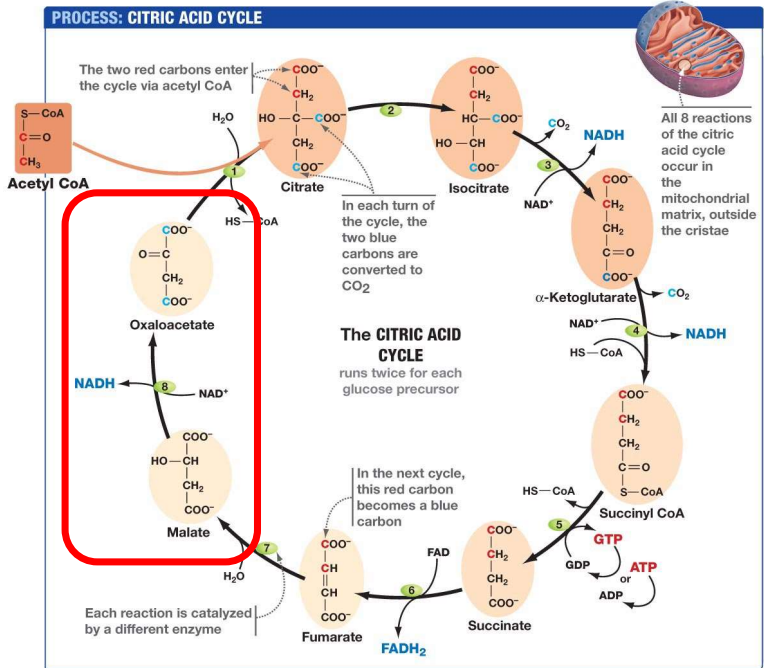 PROCESS: CITRIC ACID CYCLE
The two red carbons enter
the cycle via acetyl CoA
S—CoA
C=O
CH₃
Acetyl CoA
H₂O
1
HS—CoA
COO⁻
CH₂
HO—C—COO⁻
CH₂
COO⁻
Citrate
2
COO⁻
CH₂
HC—COO⁻
HO—CH
COO⁻
Isocitrate
CO₂
NADH
3
NAD⁺
All 8 reactions
of the citric
acid cycle
occur in
the
mitochondrial
matrix, outside
the cristae
In each turn of
the cycle, the
two blue
carbons are
converted to
CO₂
COO⁻
CH₂
CH₂
C=O
COO⁻
α-Ketoglutarate
CO₂
NAD⁺
4
NADH
HS—CoA
The CITRIC ACID
CYCLE
runs twice for each
glucose precursor
COO⁻
CH₂
CH₂
C=O
S—CoA
Succinyl CoA
HS—CoA
5
GTP
GDP
or
ATP
ADP
COO⁻
CH₂
CH₂
COO⁻
Succinate
FAD
6
FADH₂
In the next cycle,
this red carbon
becomes a blue
carbon
COO⁻
CH
CH
COO⁻
Fumarate
7
H₂O
Each reaction is catalyzed
by a different enzyme
COO⁻
HO—CH
CH₂
COO⁻
Malate
NADH
8
NAD⁺
COO⁻
O=C
CH₂
COO⁻
Oxaloacetate